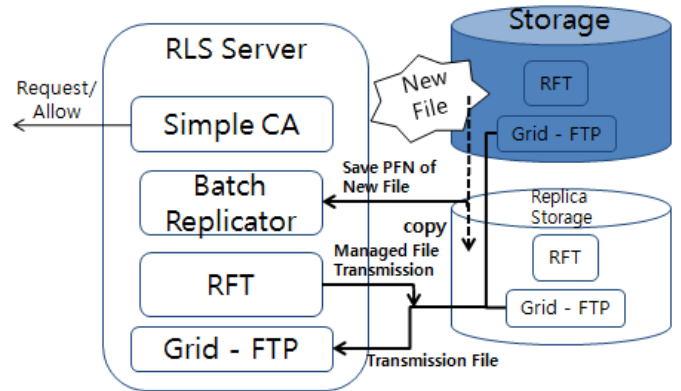 Storage
RLS Server
New
File
RFT
Request/
Allow
Simple CA
Grid - FTP
Save PFN of
New File
Batch
Replicator
Replica
Storage
copy
Managed File
Transmission
RFT
RFT
Grid - FTP
Grid - FTP
Transmission File